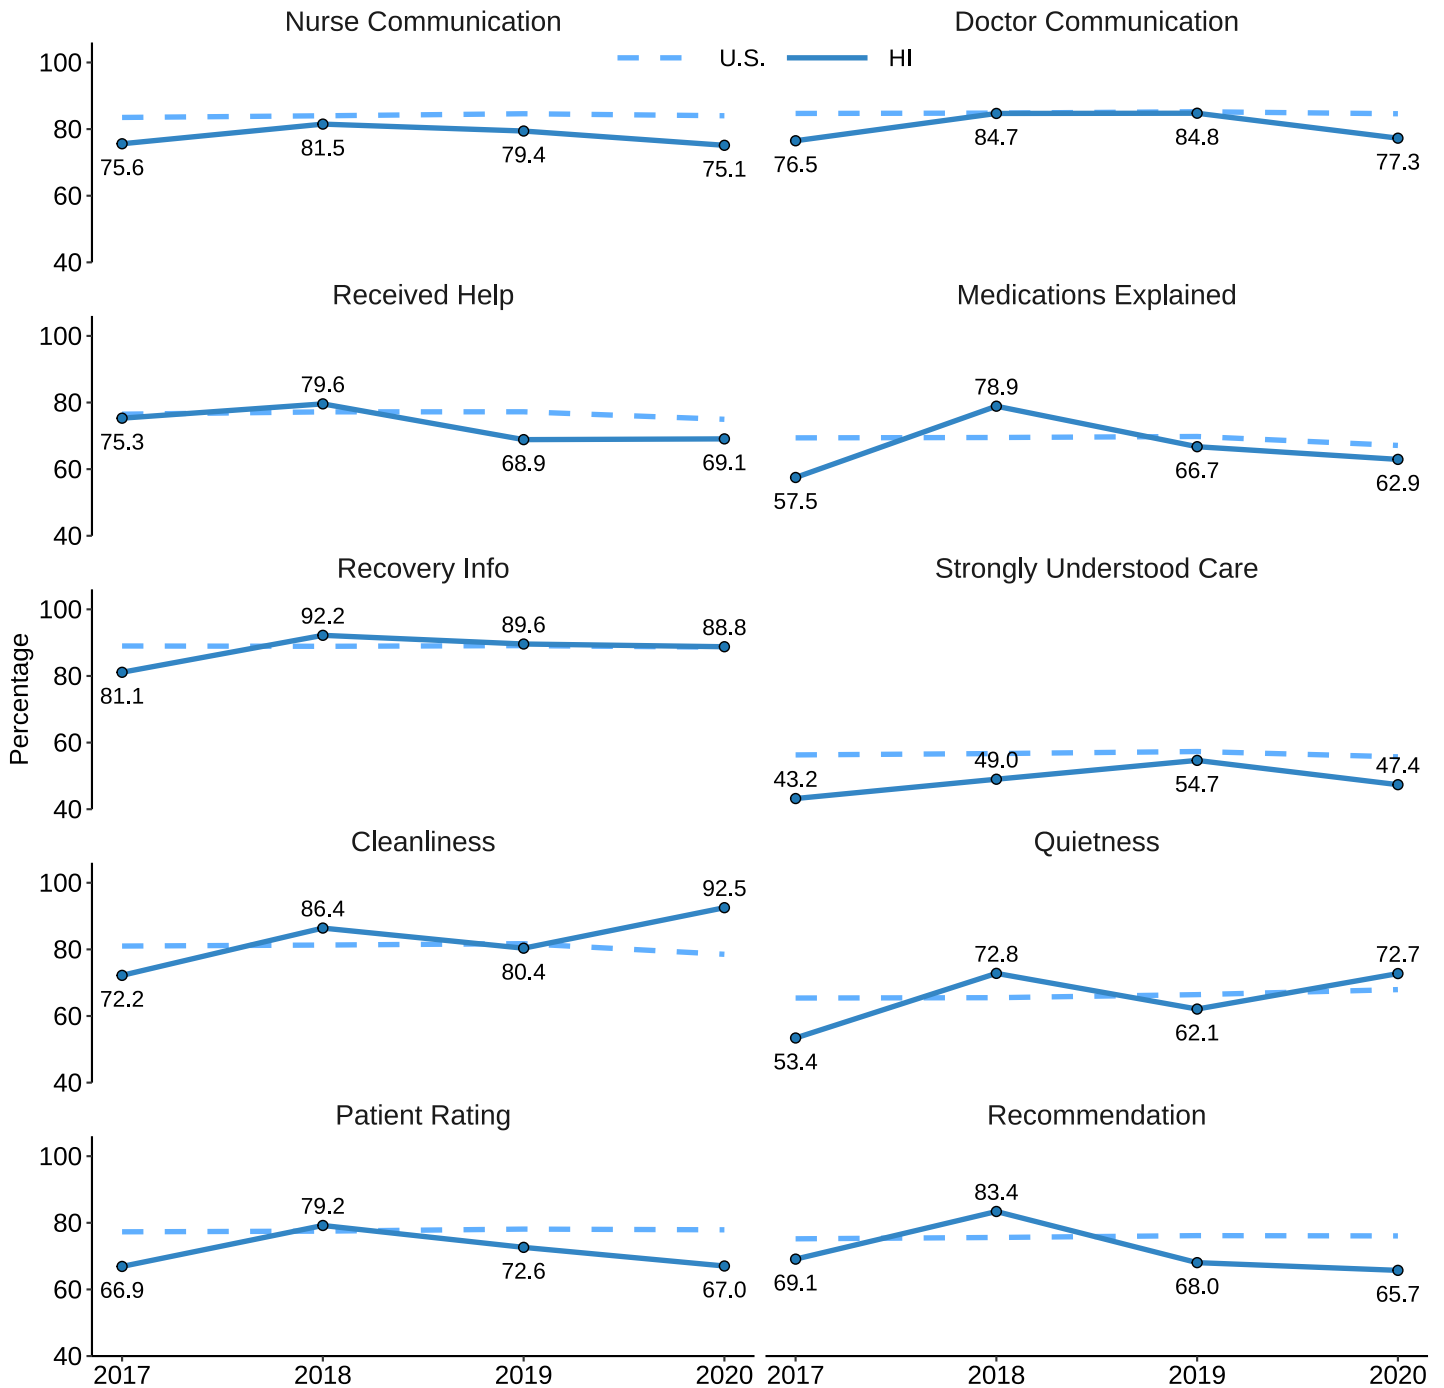 Nurse Communication
Doctor Communication
U.S. HI
100
80
60
40
75.6 81.5 79.4 75.1
76.5 84.7 84.8 77.3
Received Help
Medications Explained
100
80
60
40
75.3 79.6 68.9 69.1
57.5 78.9 66.7 62.9
Recovery Info
Strongly Understood Care
Percentage
100
80
60
40
81.1 92.2 89.6 88.8
43.2 49.0 54.7 47.4
Cleanliness
Quietness
100
80
60
40
72.2 86.4 80.4 92.5
53.4 72.8 62.1 72.7
Patient Rating
Recommendation
100
80
60
40
66.9 79.2 72.6 67.0
69.1 83.4 68.0 65.7
2017 2018 2019 2020 2017 2018 2019 2020